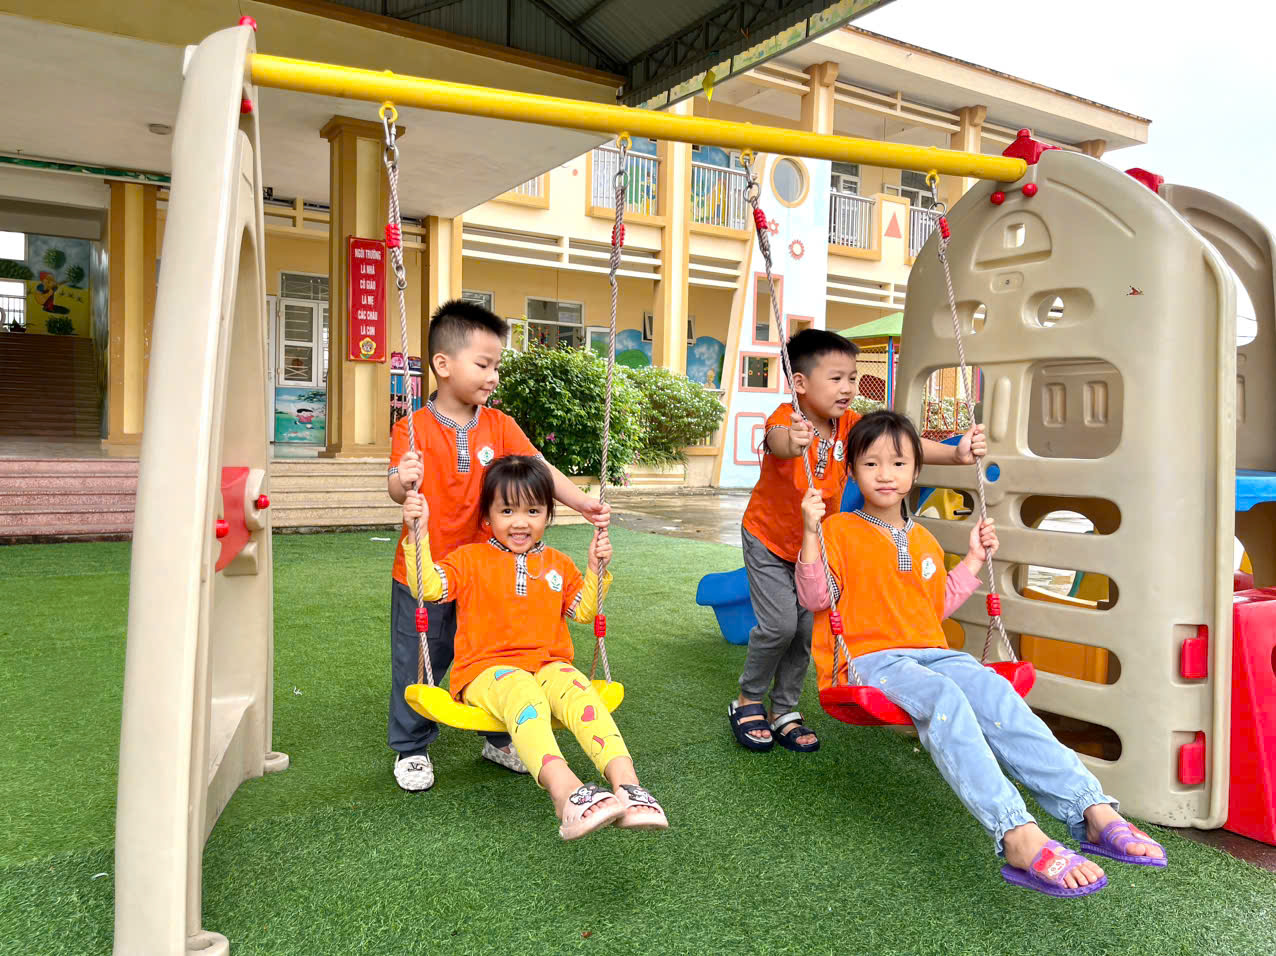 NGÔI TRƯỜNG
LÀ NHÀ
CÔ GIÁO
LÀ MẸ
CÁC CHÁU
LÀ CON